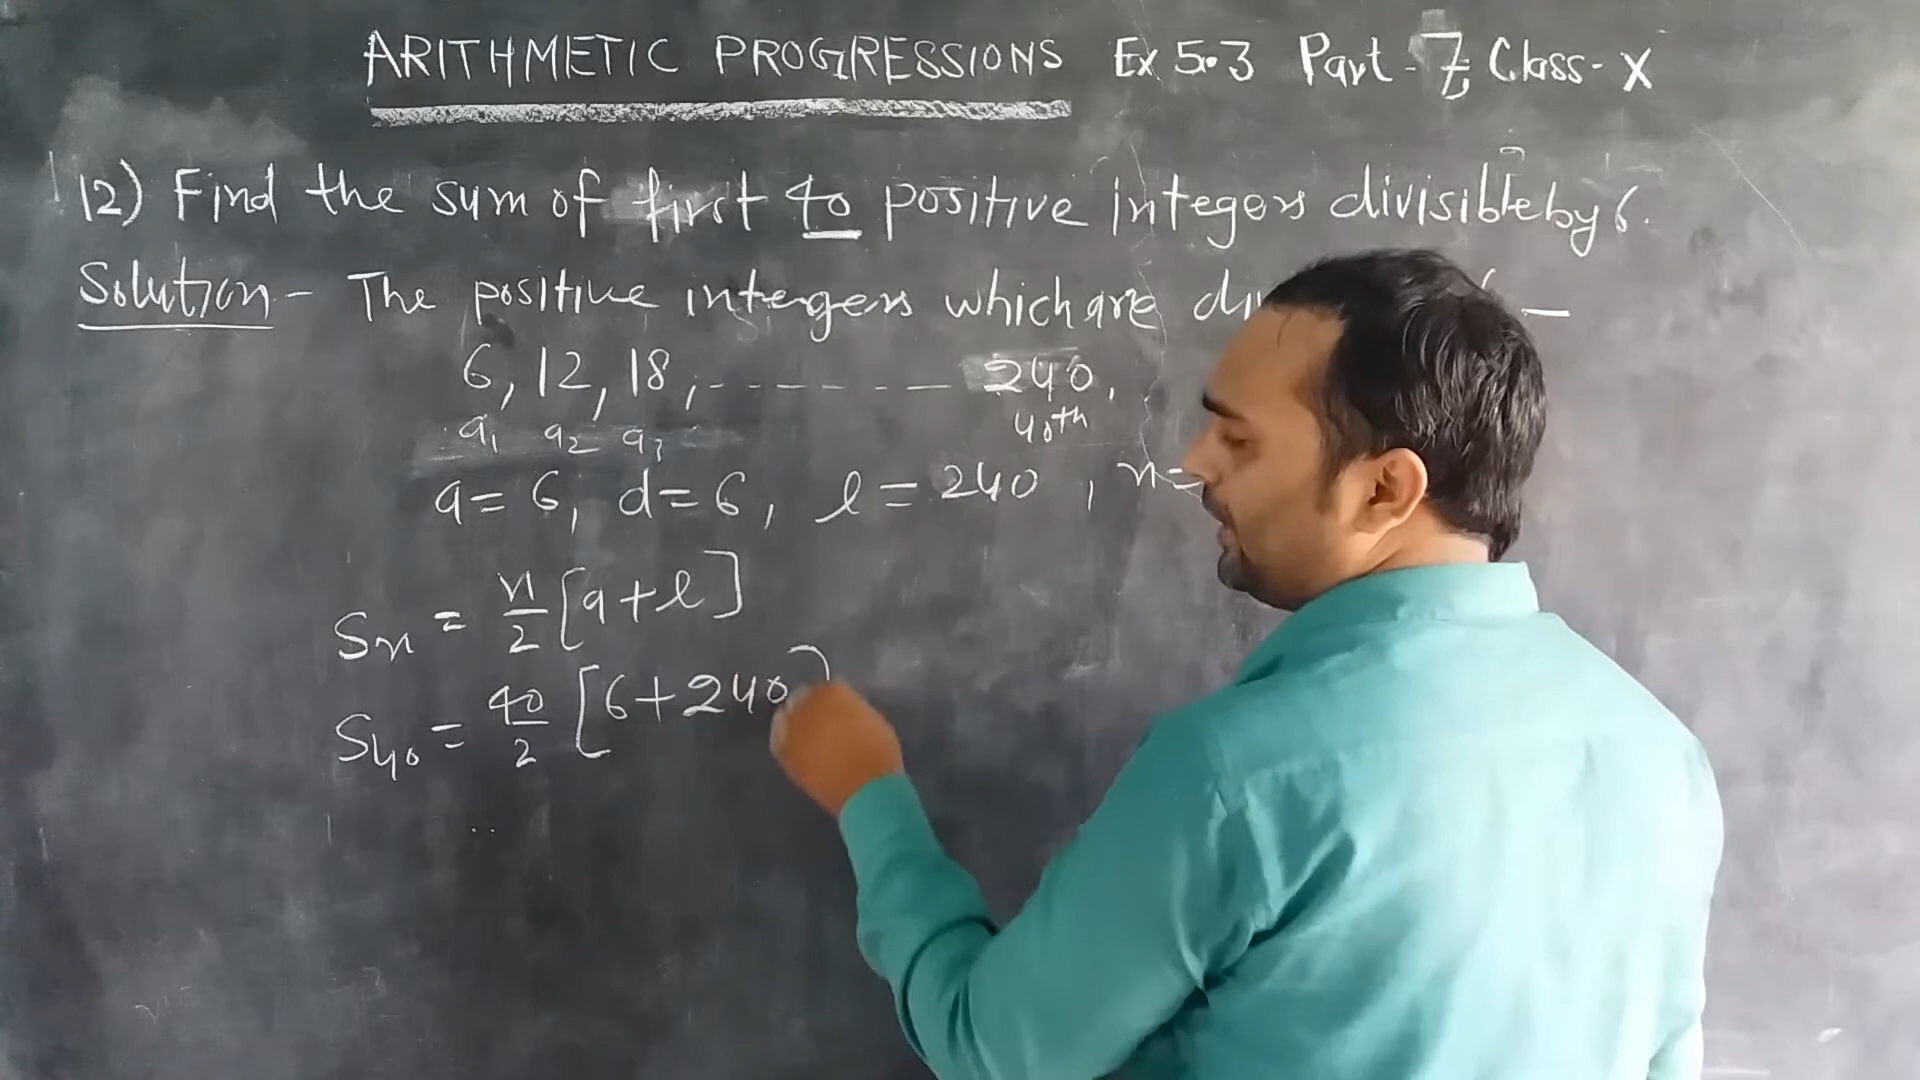 ARITHMETIC PROGRESSIONS Ex 5.3 Part-7 Class-X
12) Find the sum of first 40 positive integers divisible by 6.
Solution- The positive integers which are
6, 12, 18, ------- 240,
a1 a2 a3 40th
a=6, d=6, l=240, n=
Sn = n/2 [a+l]
S40 = 40/2 [6+240]